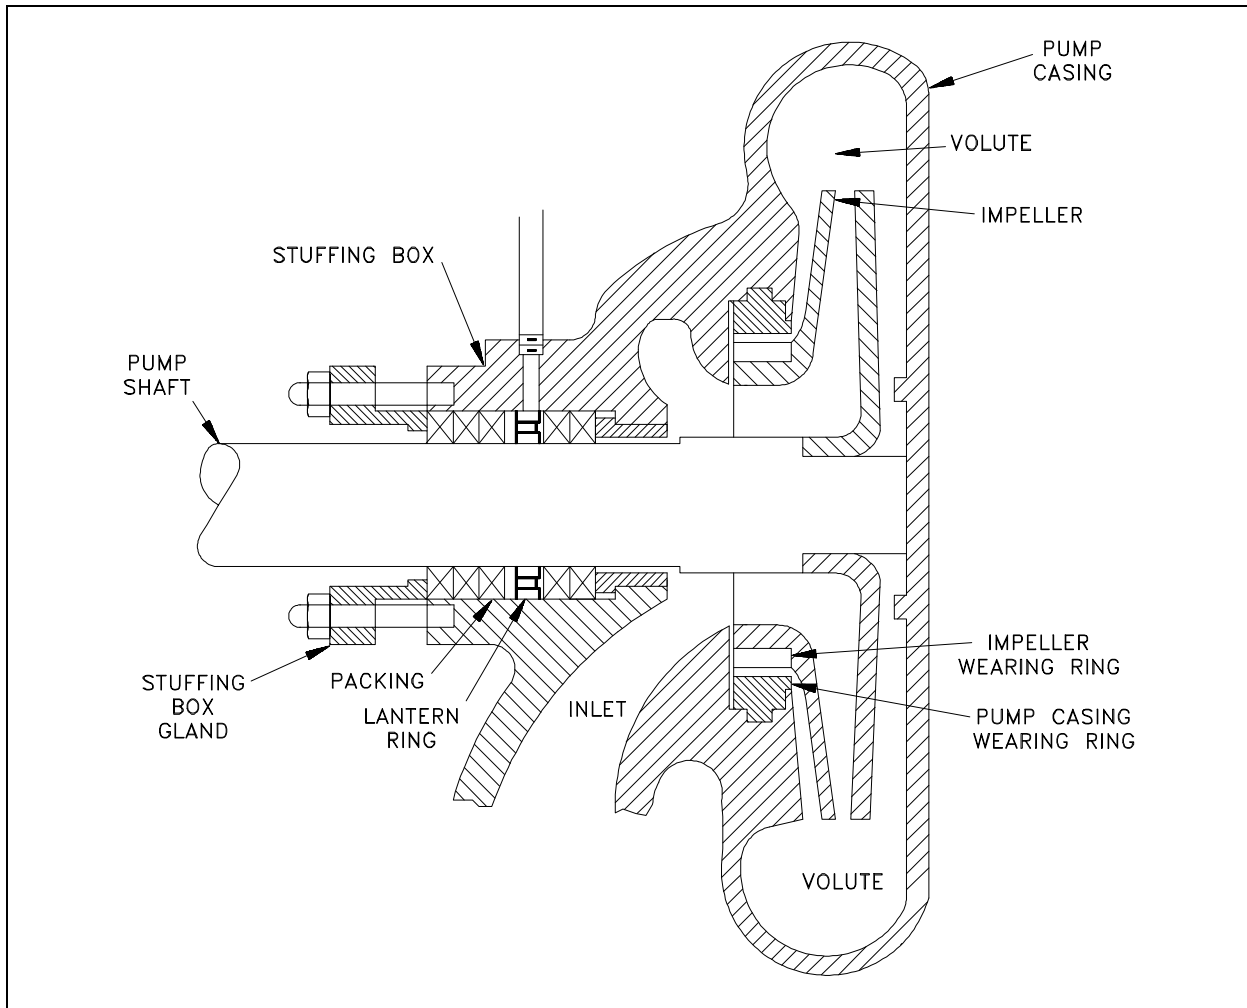 PUMP
CASING
VOLUTE
IMPELLER
STUFFING BOX
PUMP
SHAFT
IMPELLER
WEARING RING
STUFFING
BOX
GLAND
PACKING
LANTERN
RING
INLET
PUMP CASING
WEARING RING
VOLUTE